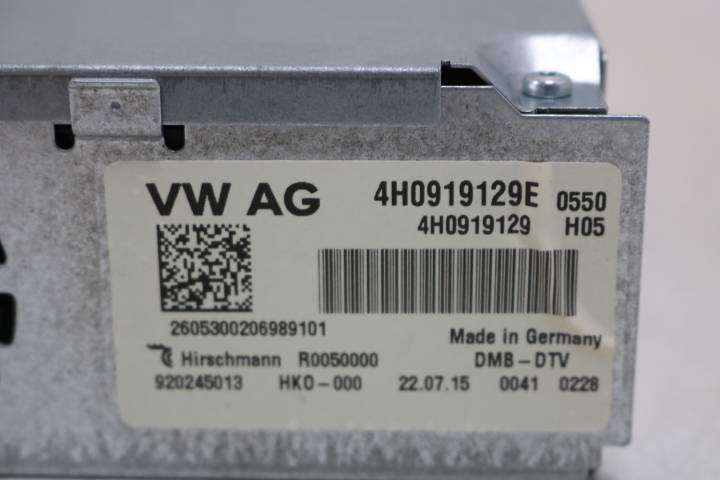 VW AG 4H0919129E 0550
4H0919129 H05
2605300206989101
Made in Germany
Hirschmann R0050000 DMB-DTV
920245013 HK0-000 22.07.15 0041 0228